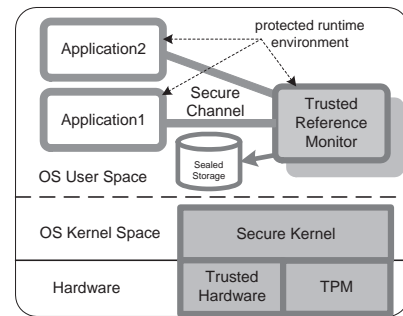 protected runtime
environment
Application2
Application1
Secure
Channel
Trusted
Reference
Monitor
Sealed
Storage
OS User Space
OS Kernel Space
Secure Kernel
Hardware
Trusted
Hardware
TPM